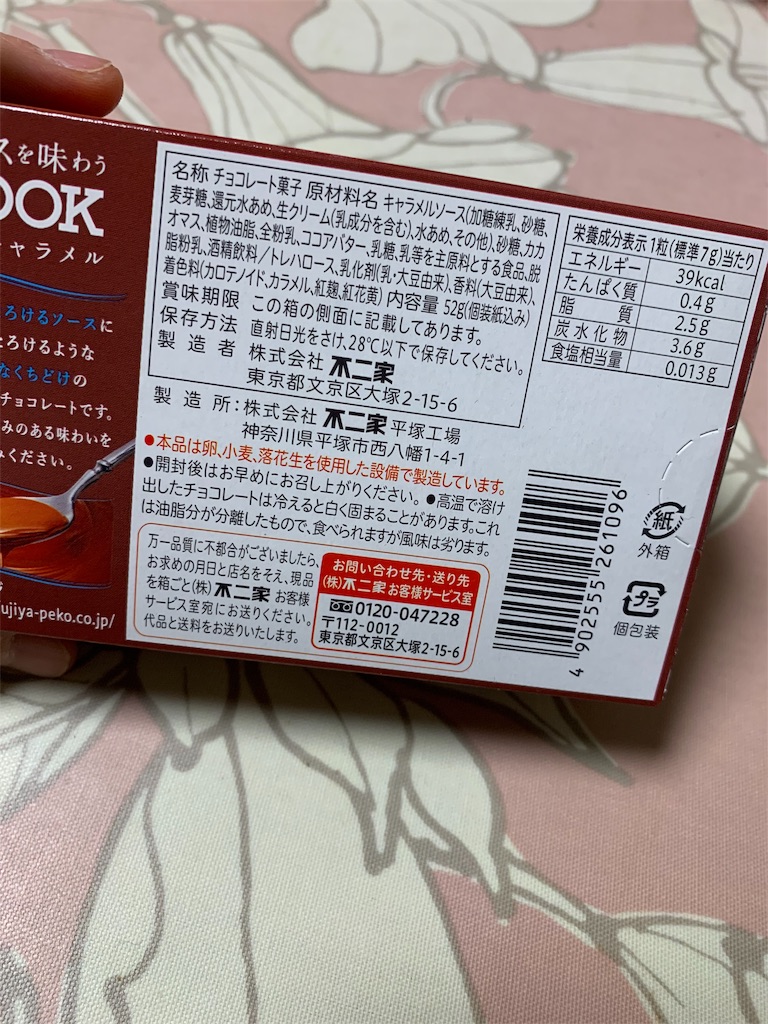 スを味わう
OOK
ャラメル
ろけるソースに
ろけるような
なくちどけの
チョコレートです。
みのある味わいを
ください。
ujiya-peko.co.jp/
名称 チョコレート菓子 原材料名 キャラメルソース(加糖練乳、砂糖、
麦芽糖、還元水あめ、生クリーム(乳成分を含む)、水あめ、その他)、砂糖、カカ
オマス、植物油脂、全粉乳、ココアバター、乳糖、乳等を主原料とする食品、脱
脂粉乳、酒精飲料/トレハロース、乳化剤(乳・大豆由来)、香料(大豆由来)、
着色料(カロテノイド、カラメル、紅麹、紅花黄) 内容量 52g(個装紙込み)
賞味期限 この箱の側面に記載してあります。
保存方法 直射日光をさけ、28℃以下で保存してください。
製造者 株式会社 不二家
東京都文京区大塚2-15-6
製造所:株式会社 不二家 平塚工場
神奈川県平塚市西八幡1-4-1
●本品は卵、小麦、落花生を使用した設備で製造しています。
●開封後はお早めにお召し上がりください。 ●高温で溶け
出したチョコレートは冷えると白く固まることがあります。これ
は油脂分が分離したもので、食べられますが風味は劣ります。
万一品質に不都合がございましたら、
お求めの月日と店名をそえ、現品
を箱ごと(株)不二家 お客様
サービス室宛にお送りください。
代品と送料をお送りいたします。
お問い合わせ先・送り先
(株)不二家 お客様サービス室
0120-047228
〒112-0012
東京都文京区大塚2-15-6
栄養成分表示 1粒(標準7g)当たり
エネルギー 39kcal
たんぱく質 0.4g
脂質 2.5g
炭水化物 3.6g
食塩相当量 0.013g
4 902555 261096
紙
外箱
プラ
個包装